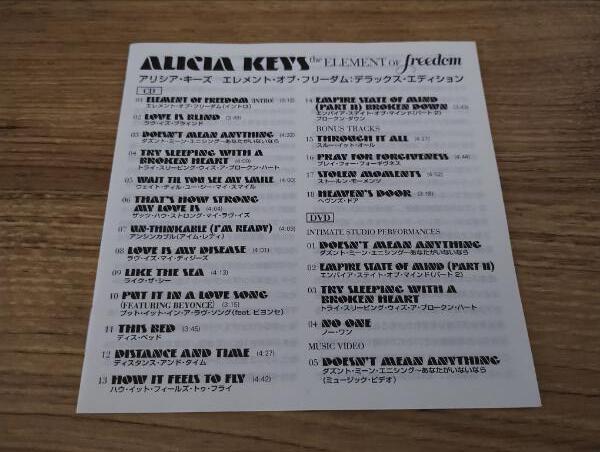 ALICIA KEYS the ELEMENT OF freedom
アリシア・キーズ エレメント・オブ・フリーダム:デラックス・エディション
CD
01 ELEMENT OF FREEDOM (INTRO)
エレメント・オブ・フリーダム(イントロ)
02 LOVE IS BLIND (3:49)
ラヴ・イズ・ブラインド
03 DOESN'T MEAN ANYTHING
ダズント・ミーン・エニシング〜あなたがいないなら
04 TRY SLEEPING WITH A
BROKEN HEART (4:09)
トライ・スリーピング・ウィズ・ア・ブロークン・ハート
05 WAIT TIL YOU SEE MY SMILE (4:00)
ウェイト・ティル・ユー・シー・マイ・スマイル
06 THAT'S HOW STRONG
MY LOVE IS (4:04)
ザッツ・ハウ・ストロング・マイ・ラヴ・イズ
07 UN-THINKABLE (I'M READY) (4:09)
アンシンカブル(アイム・レディ)
08 LOVE IS MY DISEASE (4:01)
ラヴ・イズ・マイ・ディジーズ
09 LIKE THE SEA (4:13)
ライク・ザ・シー
10 PUT IT IN A LOVE SONG
(FEATURING BEYONCÉ) (3:15)
プット・イット・イン・ア・ラヴ・ソング(feat. ビヨンセ)
11 THIS BED (3:45)
ディス・ベッド
12 DISTANCE AND TIME (4:27)
ディスタンス・アンド・タイム
13 HOW IT FEELS TO FLY (4:42)
ハウ・イット・フィールズ・トゥ・フライ
14 EMPIRE STATE OF MIND
(PART II) BROKEN DOWN
エンパイア・ステイト・オブ・マインド(パート2)
ブロークン・ダウン
BONUS TRACKS
15 THROUGH IT ALL (4:27)
スルー・イット・オール
16 PRAY FOR FORGIVENESS (4:44)
プレイ・フォー・フォーギヴネス
17 STOLEN MOMENTS (4:52)
ストールン・モーメンツ
18 HEAVEN'S DOOR (3:18)
ヘヴンズ・ドア
DVD
INTIMATE STUDIO PERFORMANCES
01 DOESN'T MEAN ANYTHING
ダズント・ミーン・エニシング〜あなたがいないなら
02 EMPIRE STATE OF MIND (PART II)
エンパイア・ステイト・オブ・マインド(パート2)
03 TRY SLEEPING WITH A
BROKEN HEART
トライ・スリーピング・ウィズ・ア・ブロークン・ハート
04 NO ONE
ノー・ワン
MUSIC VIDEO
05 DOESN'T MEAN ANYTHING
ダズント・ミーン・エニシング〜あなたがいないなら
(ミュージック・ビデオ)